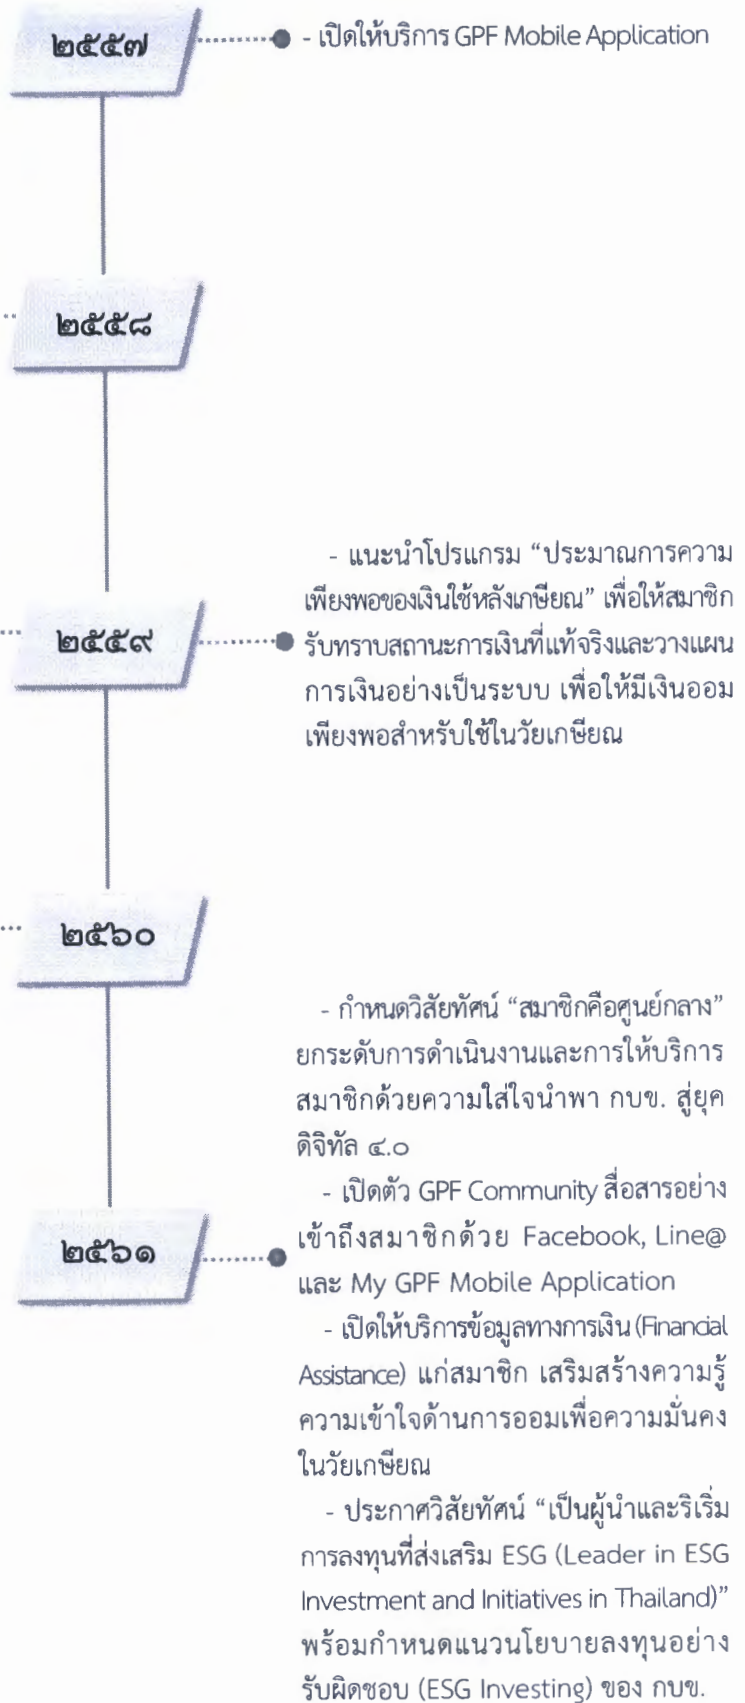 ๒๕๕๗
- เปิดให้บริการ GPF Mobile Application
๒๕๕๘
๒๕๕๙
- แนะนำโปรแกรม “ประมาณการความ
เพียงพอของเงินใช้หลังเกษียณ” เพื่อให้สมาชิก
รับทราบสถานะการเงินที่แท้จริงและวางแผน
การเงินอย่างเป็นระบบ เพื่อให้มีเงินออม
เพียงพอสำหรับใช้ในวัยเกษียณ
๒๕๖๐
๒๕๖๑
- กำหนดวิสัยทัศน์ “สมาชิกคือศูนย์กลาง”
ยกระดับการดำเนินงานและการให้บริการ
สมาชิกด้วยความใส่ใจนำพา กบข. สู่ยุค
ดิจิทัล ๔.๐
- เปิดตัว GPF Community สื่อสารอย่าง
เข้าถึงสมาชิกด้วย Facebook, Line@
และ My GPF Mobile Application
- เปิดให้บริการข้อมูลทางการเงิน (Financial
Assistance) แก่สมาชิก เสริมสร้างความรู้
ความเข้าใจด้านการออมเพื่อความมั่นคง
ในวัยเกษียณ
- ประกาศวิสัยทัศน์ “เป็นผู้นำและริเริ่ม
การลงทุนที่ส่งเสริม ESG (Leader in ESG
Investment and Initiatives in Thailand)”
พร้อมกำหนดแนวนโยบายลงทุนอย่าง
รับผิดชอบ (ESG Investing) ของ กบข.